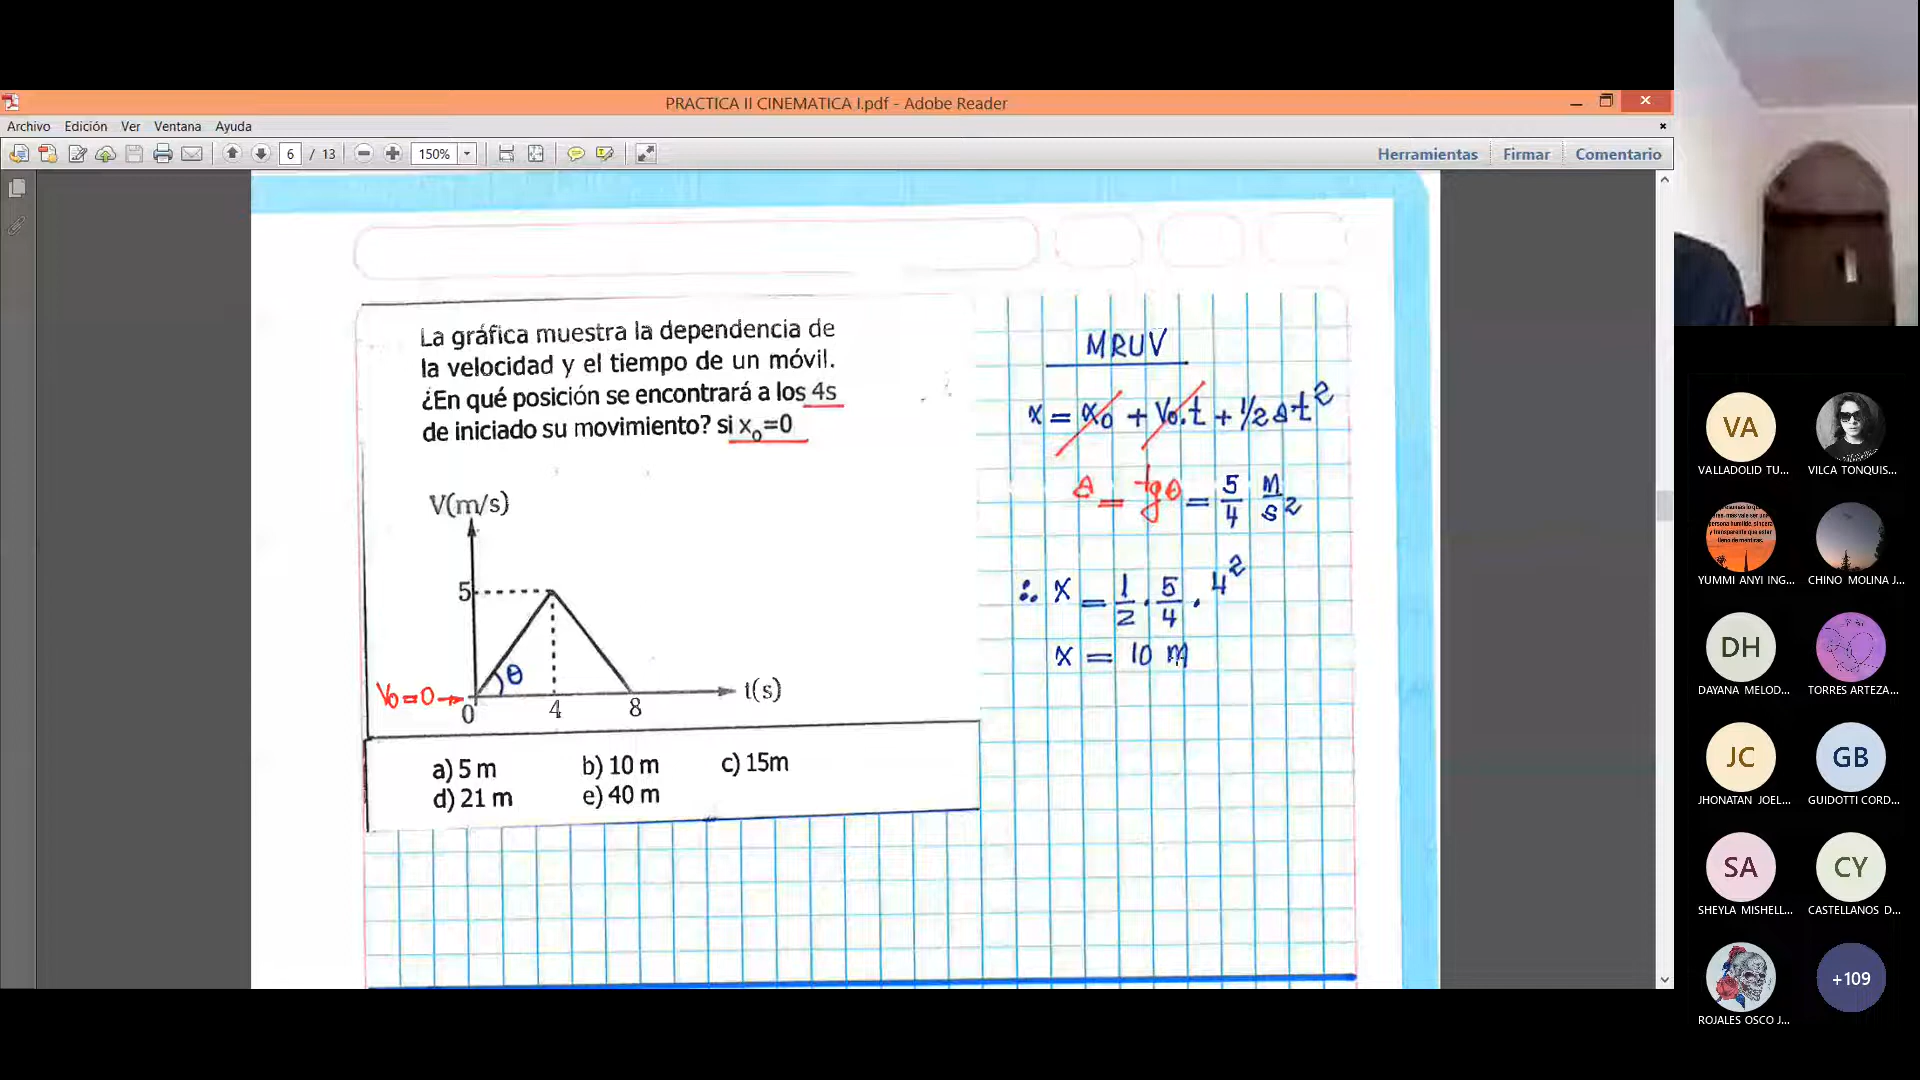 PRACTICA II CINEMATICA I.pdf - Adobe Reader
Archivo Edición Ver Ventana Ayuda
6 / 13 150% Herramientas Firmar Comentario
La gráfica muestra la dependencia de
la velocidad y el tiempo de un móvil.
¿En qué posición se encontrará a los 4s
de iniciado su movimiento? si x₀=0
V(m/s)
5
θ
V₀=0
t(s)
0 4 8
a) 5 m b) 10 m c) 15m
d) 21 m e) 40 m
MRUV
x = x₀ + V₀.t + 1/2 a t²
a = tgθ = 5/4 m/s²
∴ x = 1/2 . 5/4 . 4²
x = 10 m
VA
VALLADOLID TU...
VILCA TONQUIS...
YUMMI ANYI ING...
CHINO MOLINA J...
DH
DAYANA MELOD...
TORRES ARTEZA...
JC
JHONATAN JOEL...
GB
GUIDOTTI CORD...
SA
SHEYLA MISHELL...
CY
CASTELLANOS D...
ROJALES OSCO J...
+109